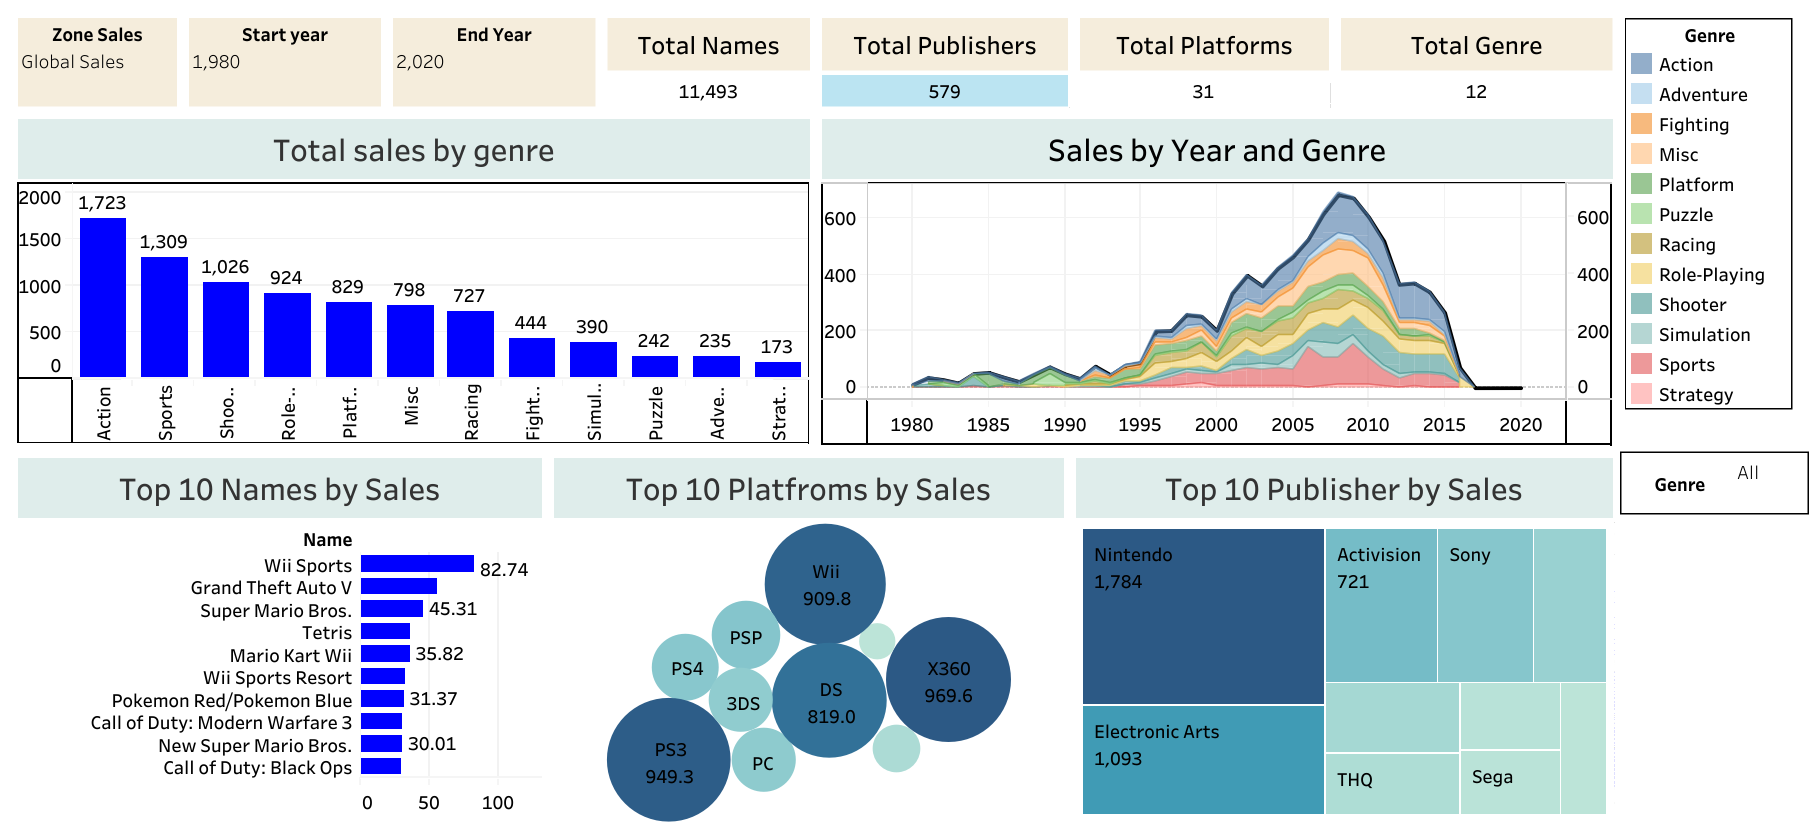 Zone Sales
Global Sales
Start year
1,980
End Year
2,020
Total Names
11,493
Total Publishers
579
Total Platforms
31
Total Genre
12
Genre
Action
Adventure
Fighting
Misc
Platform
Puzzle
Racing
Role-Playing
Shooter
Simulation
Sports
Strategy
Total sales by genre
2000
1500
1000
500
0
1,723
1,309
1,026
924
829
798
727
444
390
242
235
173
Action
Sports
Shoo..
Role-..
Platf..
Misc
Racing
Fight..
Simul..
Puzzle
Adve..
Strat..
Sales by Year and Genre
600
400
200
0
600
400
200
0
1980
1985
1990
1995
2000
2005
2010
2015
2020
Genre
All
Top 10 Names by Sales
Name
Wii Sports
82.74
Grand Theft Auto V
Super Mario Bros.
45.31
Tetris
Mario Kart Wii
35.82
Wii Sports Resort
Pokemon Red/Pokemon Blue
31.37
Call of Duty: Modern Warfare 3
New Super Mario Bros.
30.01
Call of Duty: Black Ops
0
50
100
Top 10 Platfroms by Sales
Wii
909.8
PSP
PS4
X360
969.6
DS
819.0
3DS
PS3
949.3
PC
Top 10 Publisher by Sales
Nintendo
1,784
Activision
721
Sony
Electronic Arts
1,093
THQ
Sega